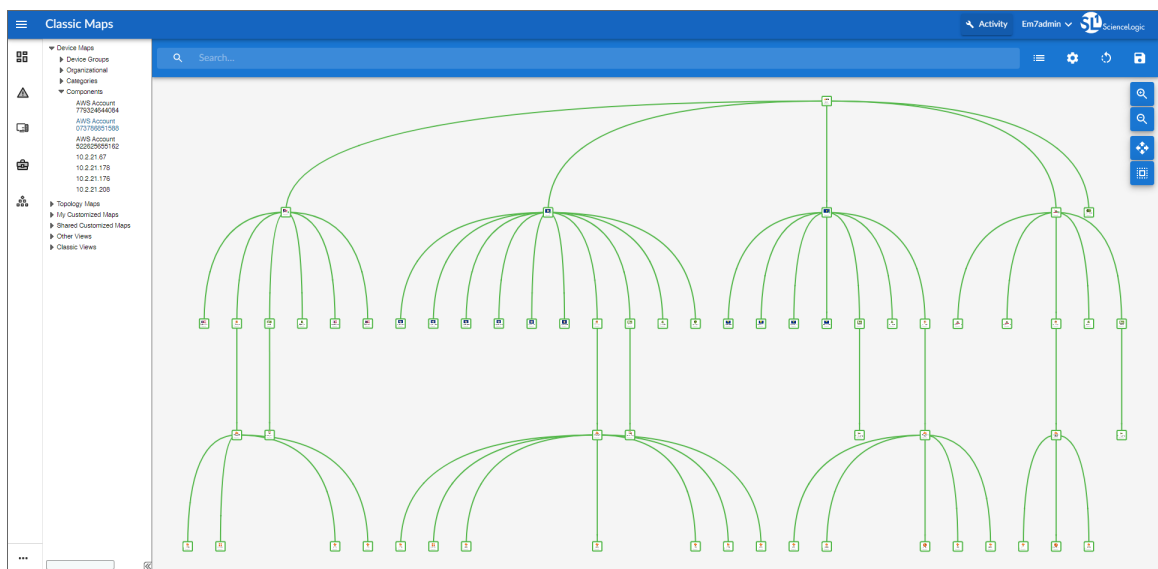 Classic Maps
Activity
Em7admin
ScienceLogic
Search...
Device Maps
Device Groups
Organizational
Categories
Components
AWS Account
779324644084
AWS Account
073786851588
AWS Account
522625655162
10.2.21.67
10.2.21.178
10.2.21.176
10.2.21.208
Topology Maps
My Customized Maps
Shared Customized Maps
Other Views
Classic Views